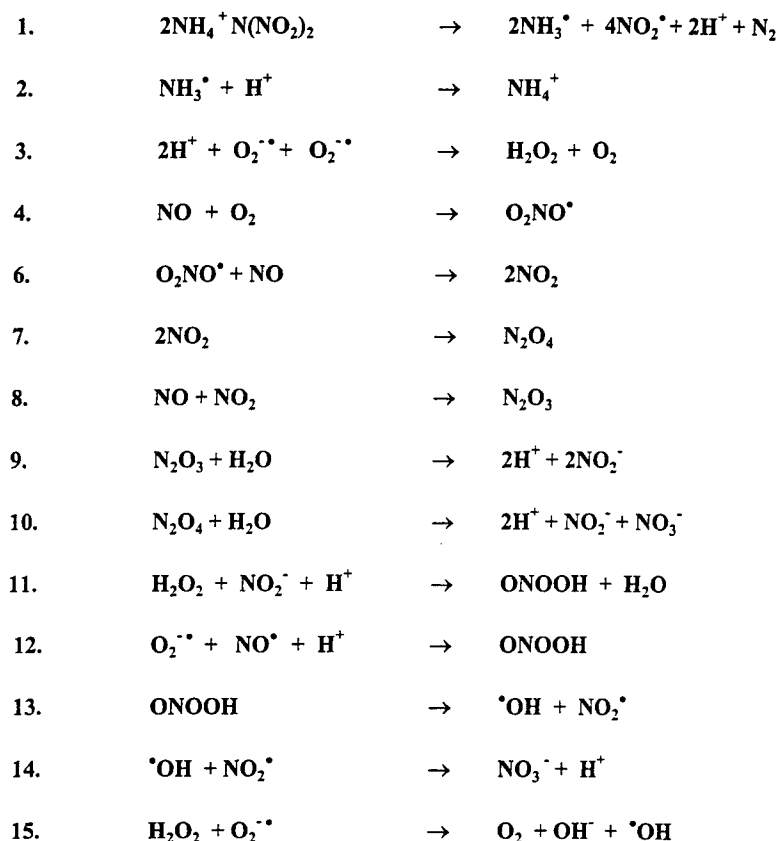 1. 2NH₄⁺N(NO₂)₂ → 2NH₃• + 4NO₂• + 2H⁺ + N₂
2. NH₃• + H⁺ → NH₄⁺
3. 2H⁺ + O₂⁻• + O₂⁻• → H₂O₂ + O₂
4. NO + O₂ → O₂NO•
6. O₂NO• + NO → 2NO₂
7. 2NO₂ → N₂O₄
8. NO + NO₂ → N₂O₃
9. N₂O₃ + H₂O → 2H⁺ + 2NO₂⁻
10. N₂O₄ + H₂O → 2H⁺ + NO₂⁻ + NO₃⁻
11. H₂O₂ + NO₂⁻ + H⁺ → ONOOH + H₂O
12. O₂⁻• + NO• + H⁺ → ONOOH
13. ONOOH → •OH + NO₂•
14. •OH + NO₂• → NO₃⁻ + H⁺
15. H₂O₂ + O₂⁻• → O₂ + OH⁻ + •OH